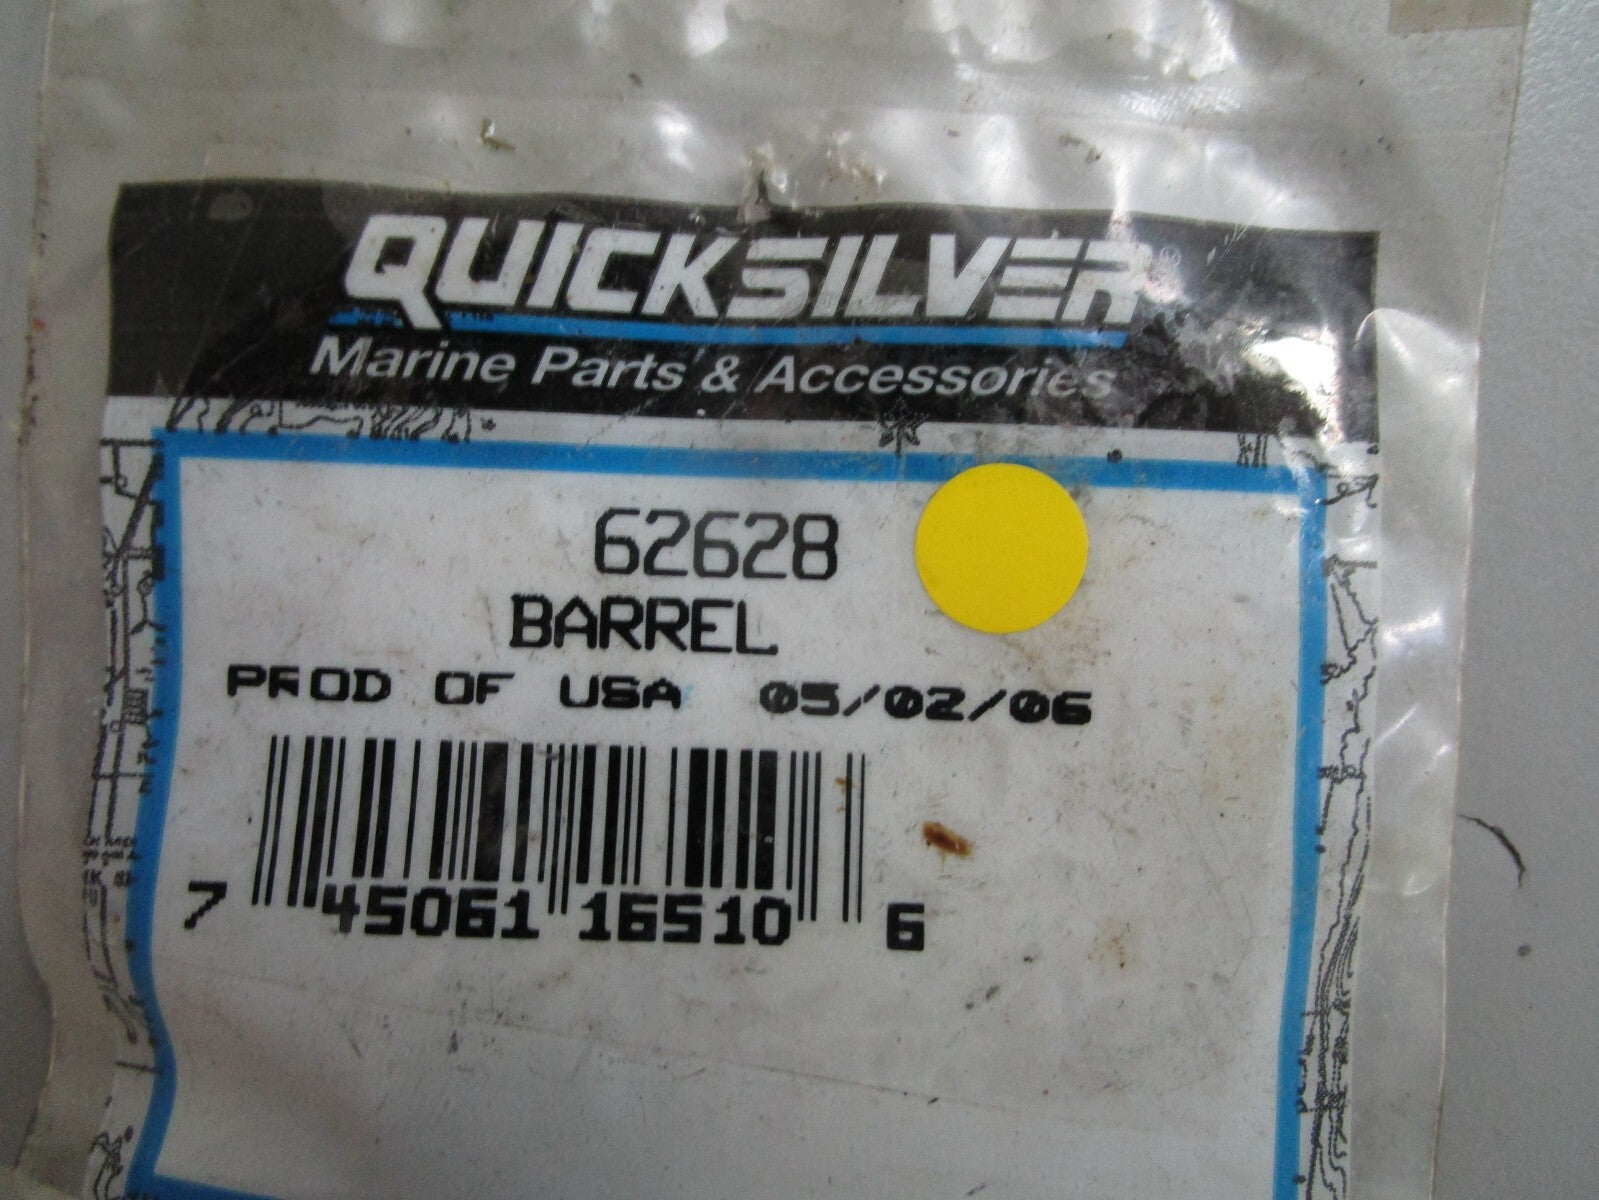 QUICKSILVER®
Marine Parts & Accessories
62628
BARREL
PROD OF USA 05/02/06
7 45061 16510 6